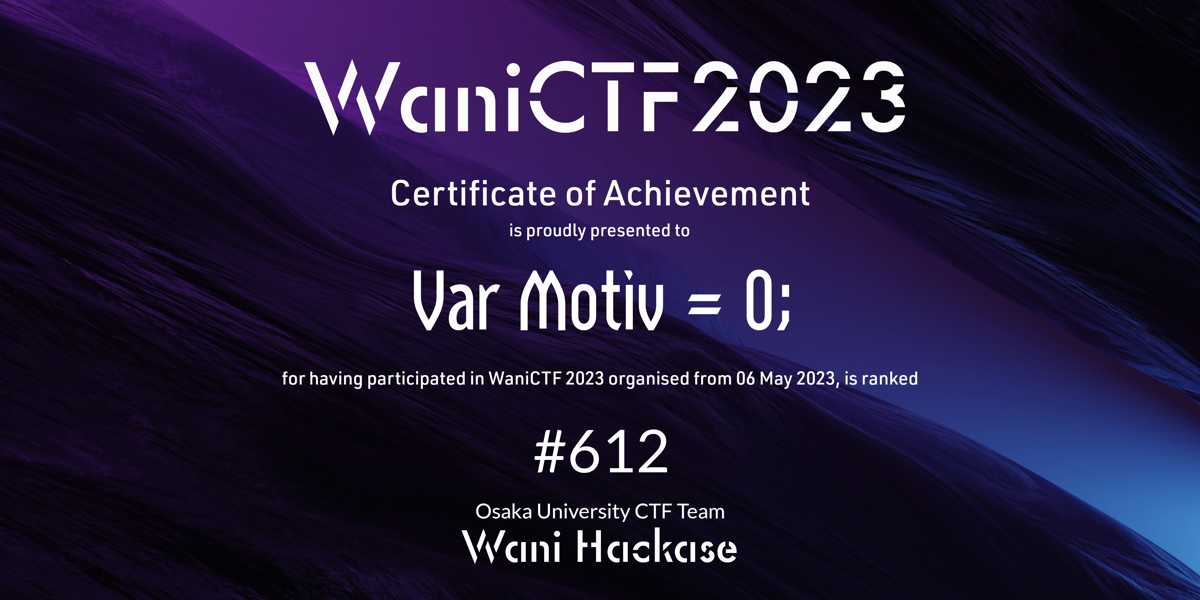 WaniCTF2023
Certificate of Achievement
is proudly presented to
Var Motiv = 0;
for having participated in WaniCTF 2023 organised from 06 May 2023, is ranked
#612
Osaka University CTF Team
Wani Hackase